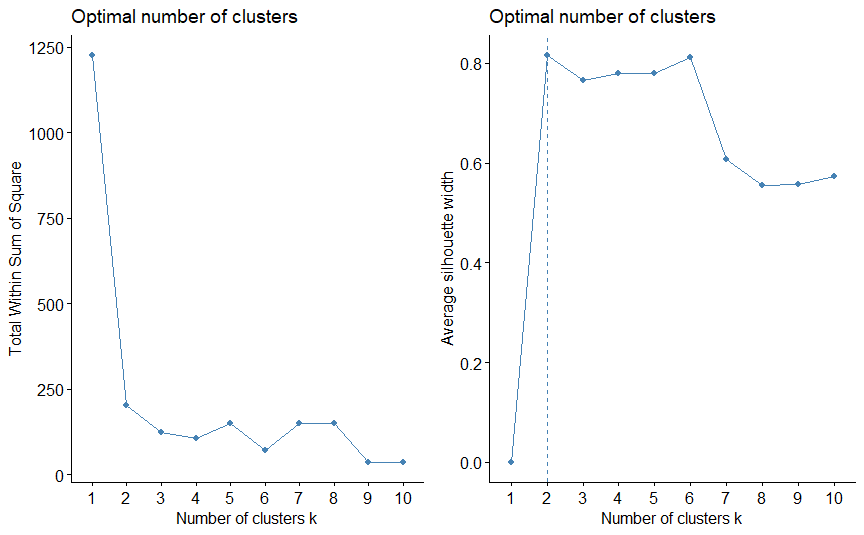 Optimal number of clusters
1250
1000
750
500
250
0
Total Within Sum of Square
1 2 3 4 5 6 7 8 9 10
Number of clusters k
Optimal number of clusters
0.8
0.6
0.4
0.2
0.0
Average silhouette width
1 2 3 4 5 6 7 8 9 10
Number of clusters k